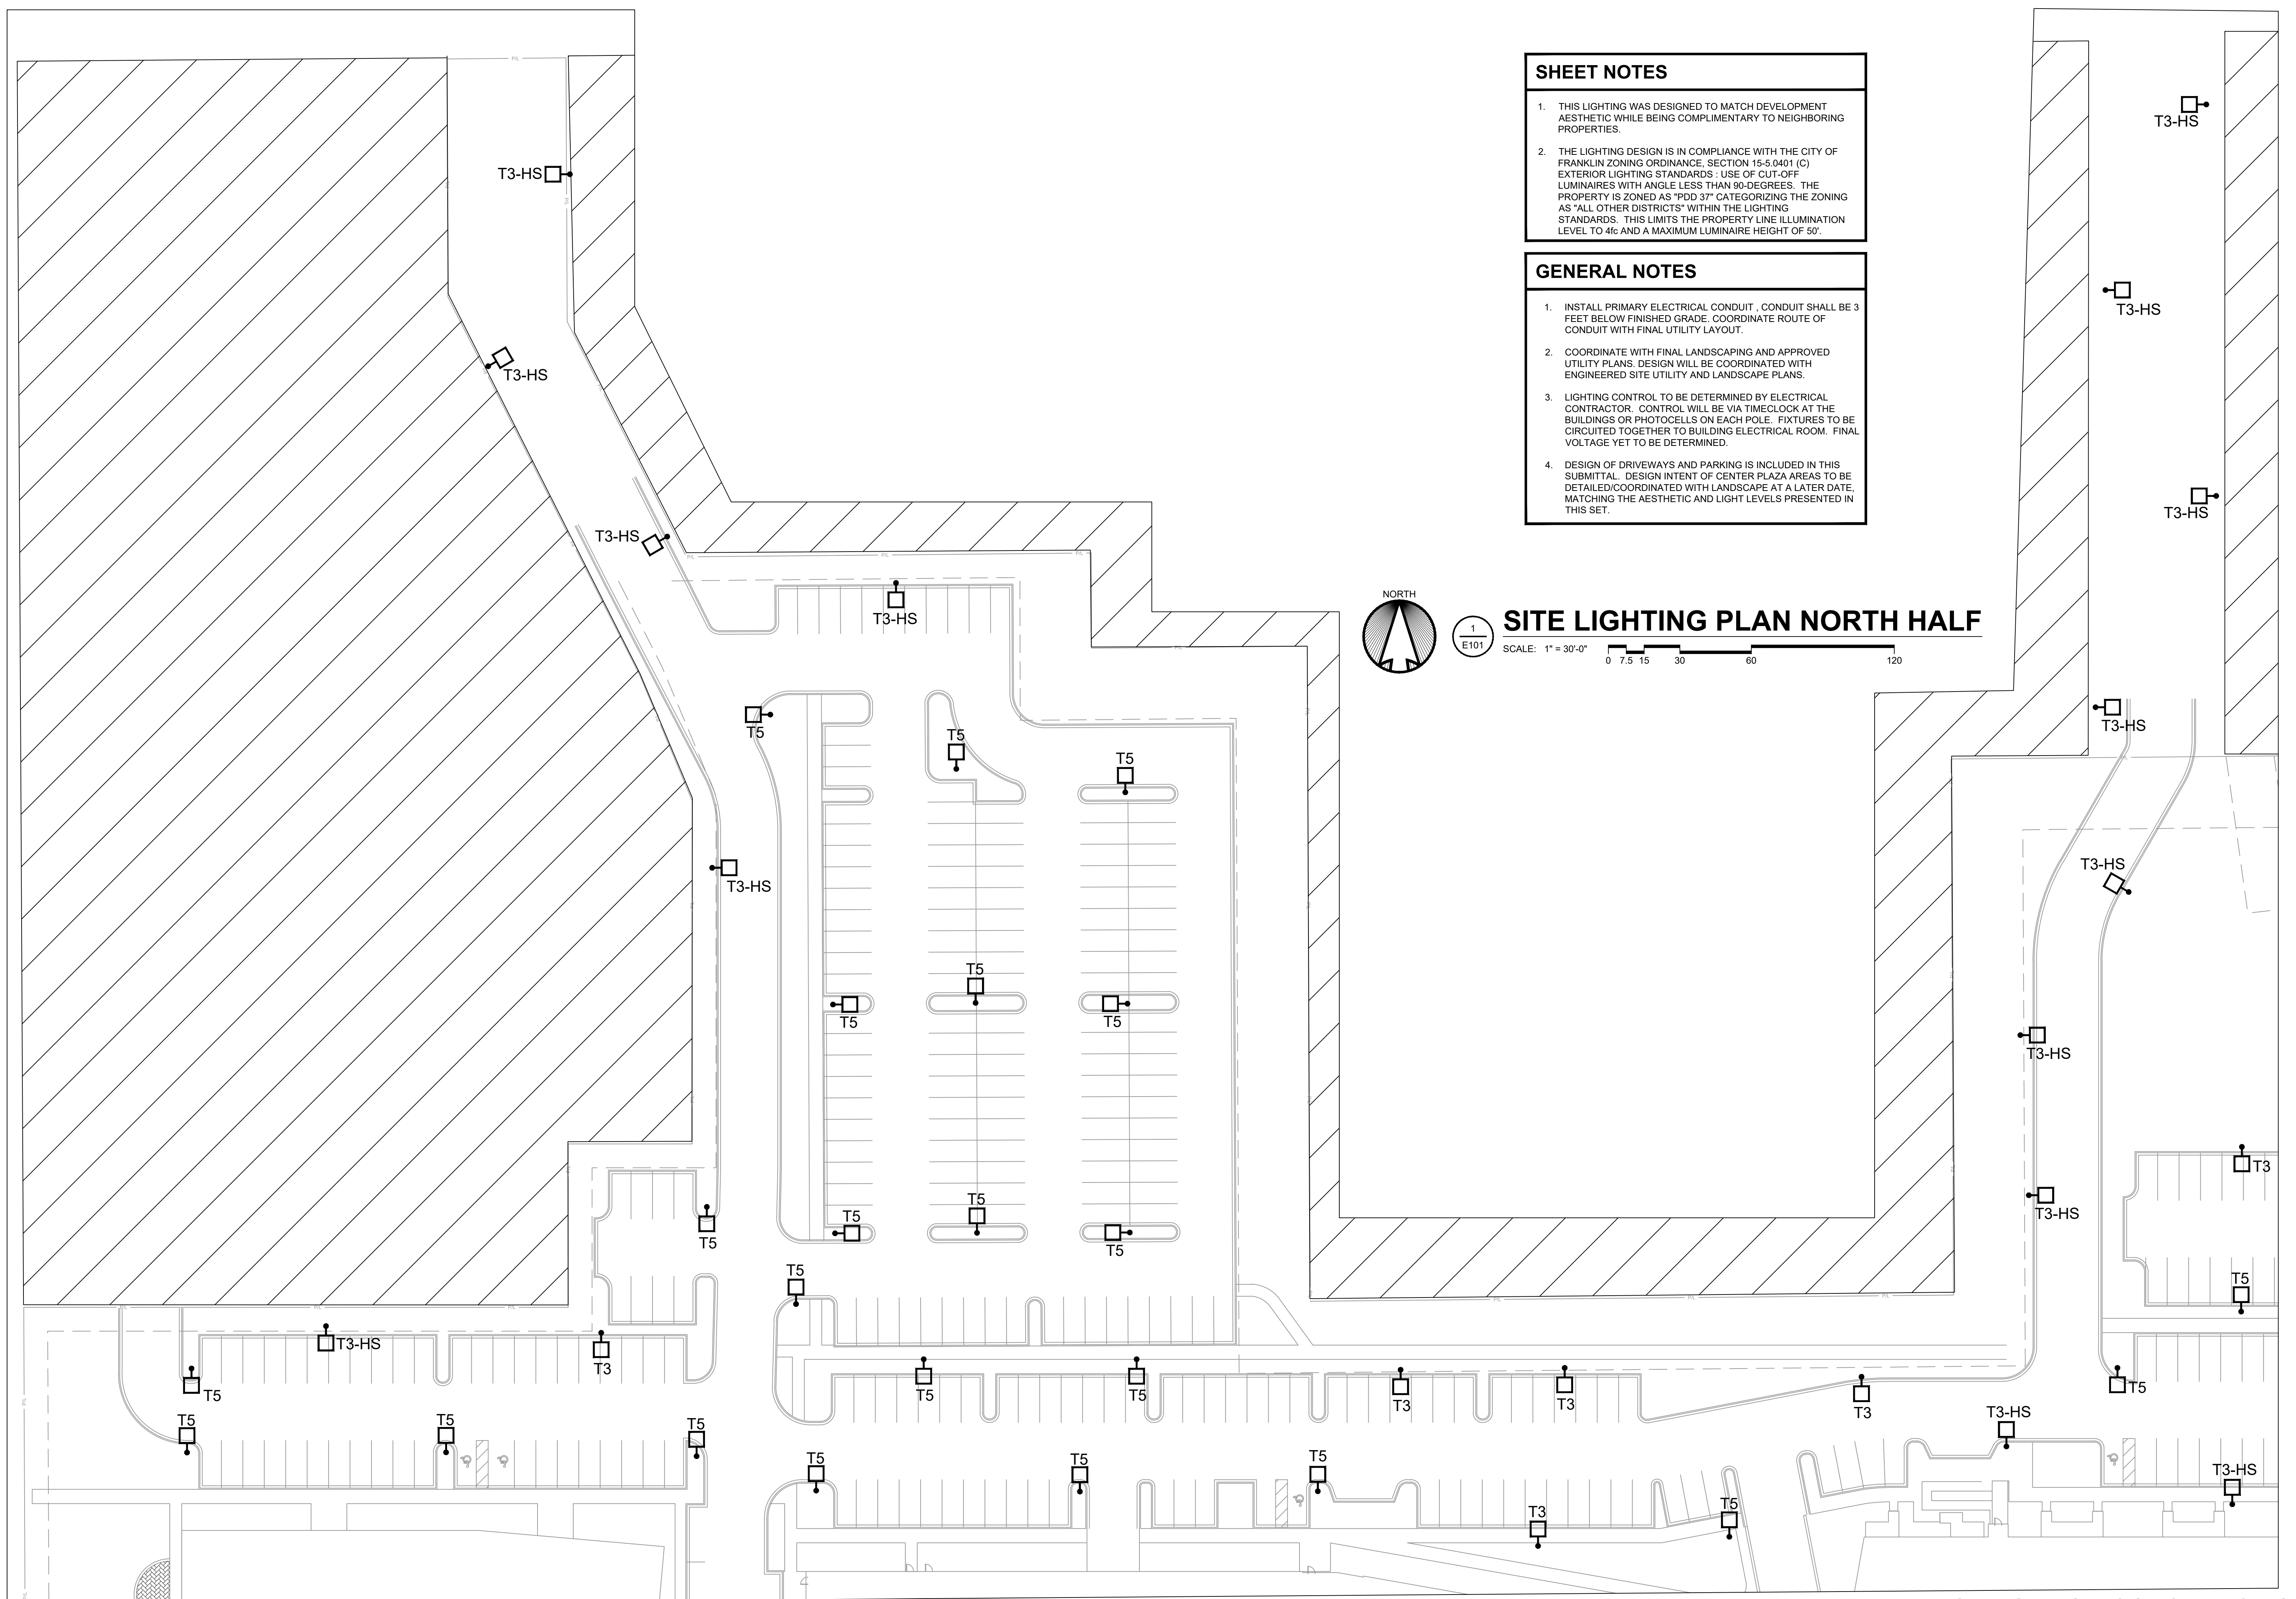 SHEET NOTES
1. THIS LIGHTING WAS DESIGNED TO MATCH DEVELOPMENT
AESTHETIC WHILE BEING COMPLIMENTARY TO NEIGHBORING
PROPERTIES.
2. THE LIGHTING DESIGN IS IN COMPLIANCE WITH THE CITY OF
FRANKLIN ZONING ORDINANCE, SECTION 15-5.0401 (C)
EXTERIOR LIGHTING STANDARDS : USE OF CUT-OFF
LUMINAIRES WITH ANGLE LESS THAN 90-DEGREES. THE
PROPERTY IS ZONED AS "PDD 37" CATEGORIZING THE ZONING
AS "ALL OTHER DISTRICTS" WITHIN THE LIGHTING
STANDARDS. THIS LIMITS THE PROPERTY LINE ILLUMINATION
LEVEL TO 4fc AND A MAXIMUM LUMINAIRE HEIGHT OF 50'.
GENERAL NOTES
1. INSTALL PRIMARY ELECTRICAL CONDUIT , CONDUIT SHALL BE 3
FEET BELOW FINISHED GRADE. COORDINATE ROUTE OF
CONDUIT WITH FINAL UTILITY LAYOUT.
2. COORDINATE WITH FINAL LANDSCAPING AND APPROVED
UTILITY PLANS. DESIGN WILL BE COORDINATED WITH
ENGINEERED SITE UTILITY AND LANDSCAPE PLANS.
3. LIGHTING CONTROL TO BE DETERMINED BY ELECTRICAL
CONTRACTOR. CONTROL WILL BE VIA TIMECLOCK AT THE
BUILDINGS OR PHOTOCELLS ON EACH POLE. FIXTURES TO BE
CIRCUITED TOGETHER TO BUILDING ELECTRICAL ROOM. FINAL
VOLTAGE YET TO BE DETERMINED.
4. DESIGN OF DRIVEWAYS AND PARKING IS INCLUDED IN THIS
SUBMITTAL. DESIGN INTENT OF CENTER PLAZA AREAS TO BE
DETAILED/COORDINATED WITH LANDSCAPE AT A LATER DATE,
MATCHING THE AESTHETIC AND LIGHT LEVELS PRESENTED IN
THIS SET.
NORTH
1
E101
SITE LIGHTING PLAN NORTH HALF
SCALE: 1" = 30'-0"
0 7.5 15 30 60 120
T3-HS
T3-HS
T3-HS
T3-HS
T3-HS
T3-HS
T3-HS
T3-HS
T5
T3-HS
T5
T5
T3-HS
T3-HS
T5
T5
T5
T3-HS
T3
T5
T3-HS
T5
T5
T5
T5
T5
T5
T3-HS
T3
T5
T5
T5
T5
T3
T3
T3
T5
T5
T5
T5
T3-HS
T5
T5
T5
T3-HS
T3
T5